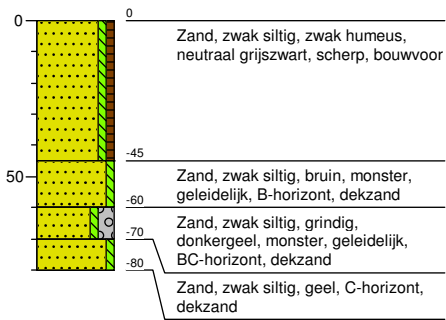 0
0
Zand, zwak siltig, zwak humeus,
neutraal grijszwart, scherp, bouwvoor
-45
50
Zand, zwak siltig, bruin, monster,
geleidelijk, B-horizont, dekzand
-60
Zand, zwak siltig, grindig,
donkergeel, monster, geleidelijk,
BC-horizont, dekzand
-70
-80
Zand, zwak siltig, geel, C-horizont,
dekzand